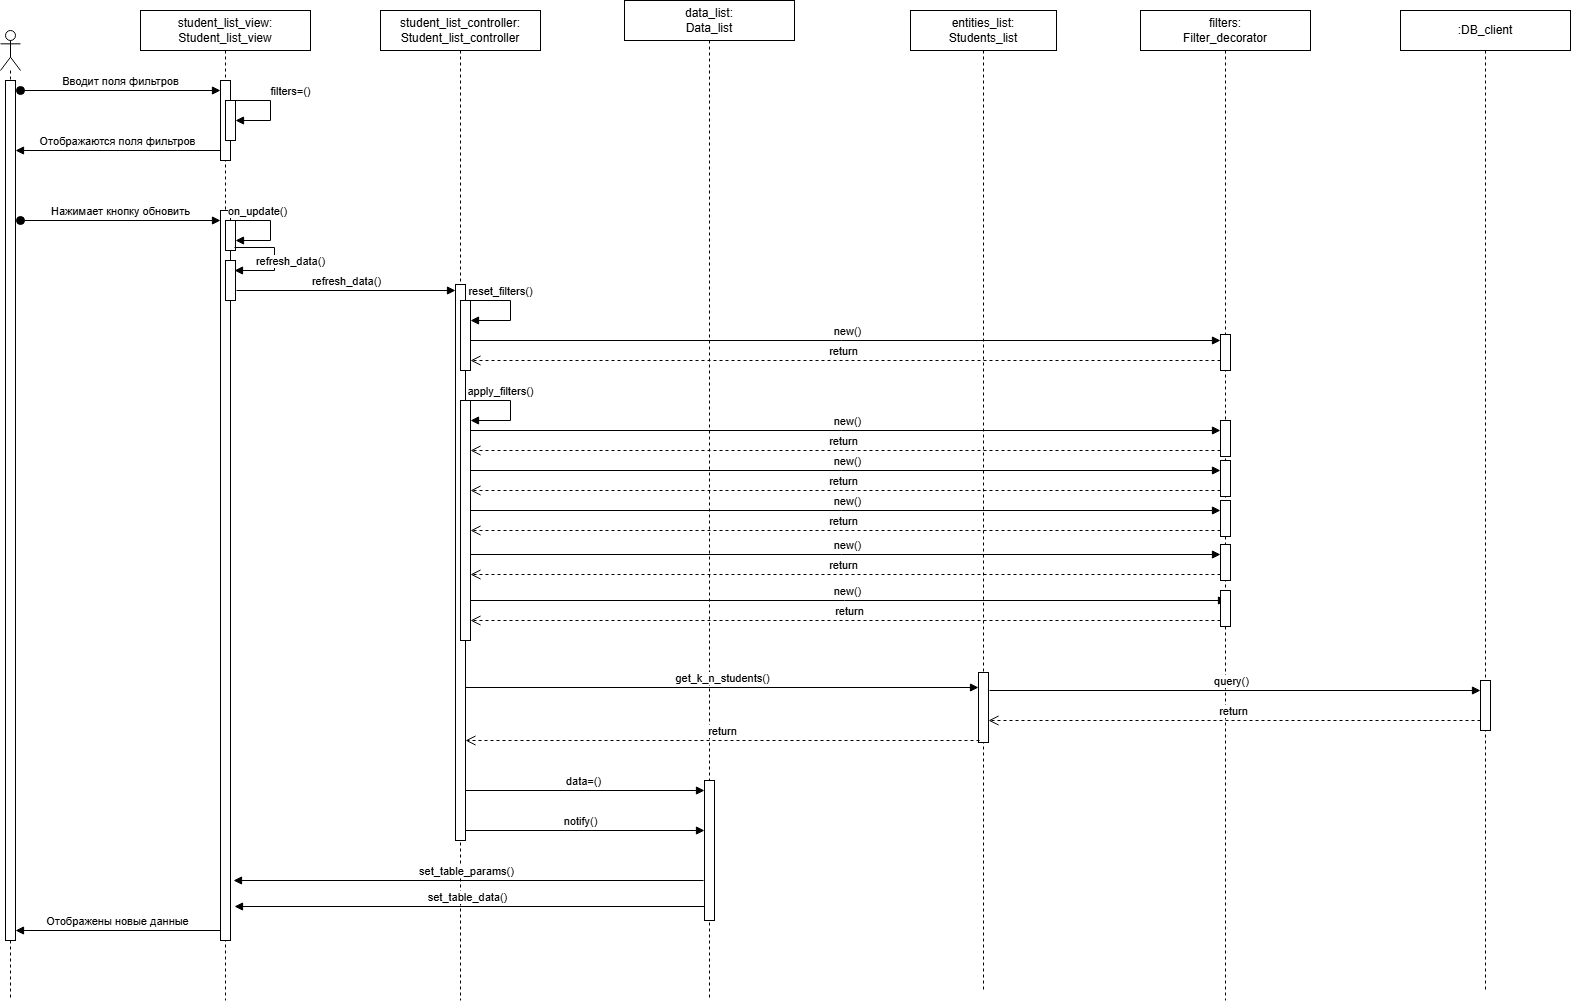 student_list_view:
Student_list_view
student_list_controller:
Student_list_controller
data_list:
Data_list
entities_list:
Students_list
filters:
Filter_decorator
:DB_client
Вводит поля фильтров
filters=()
Отображаются поля фильтров
Нажимает кнопку обновить
on_update()
refresh_data()
refresh_data()
reset_filters()
new()
return
apply_filters()
new()
return
new()
return
new()
return
new()
return
new()
return
get_k_n_students()
query()
return
return
data=()
notify()
set_table_params()
set_table_data()
Отображены новые данные